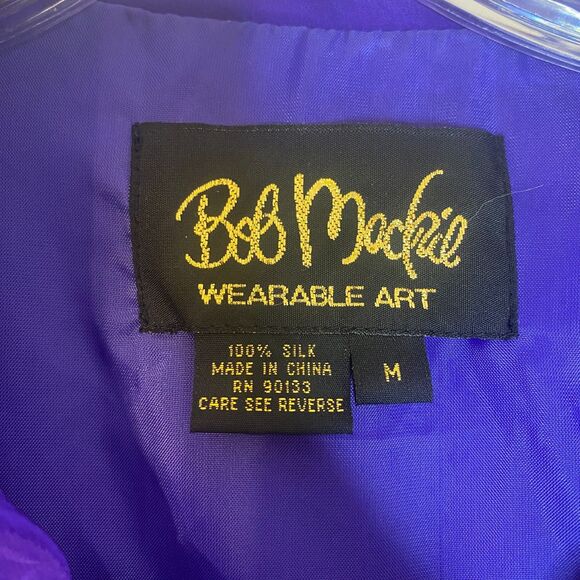 Bob Mackie
WEARABLE ART
100% SILK
MADE IN CHINA
RN 90133
CARE SEE REVERSE
M